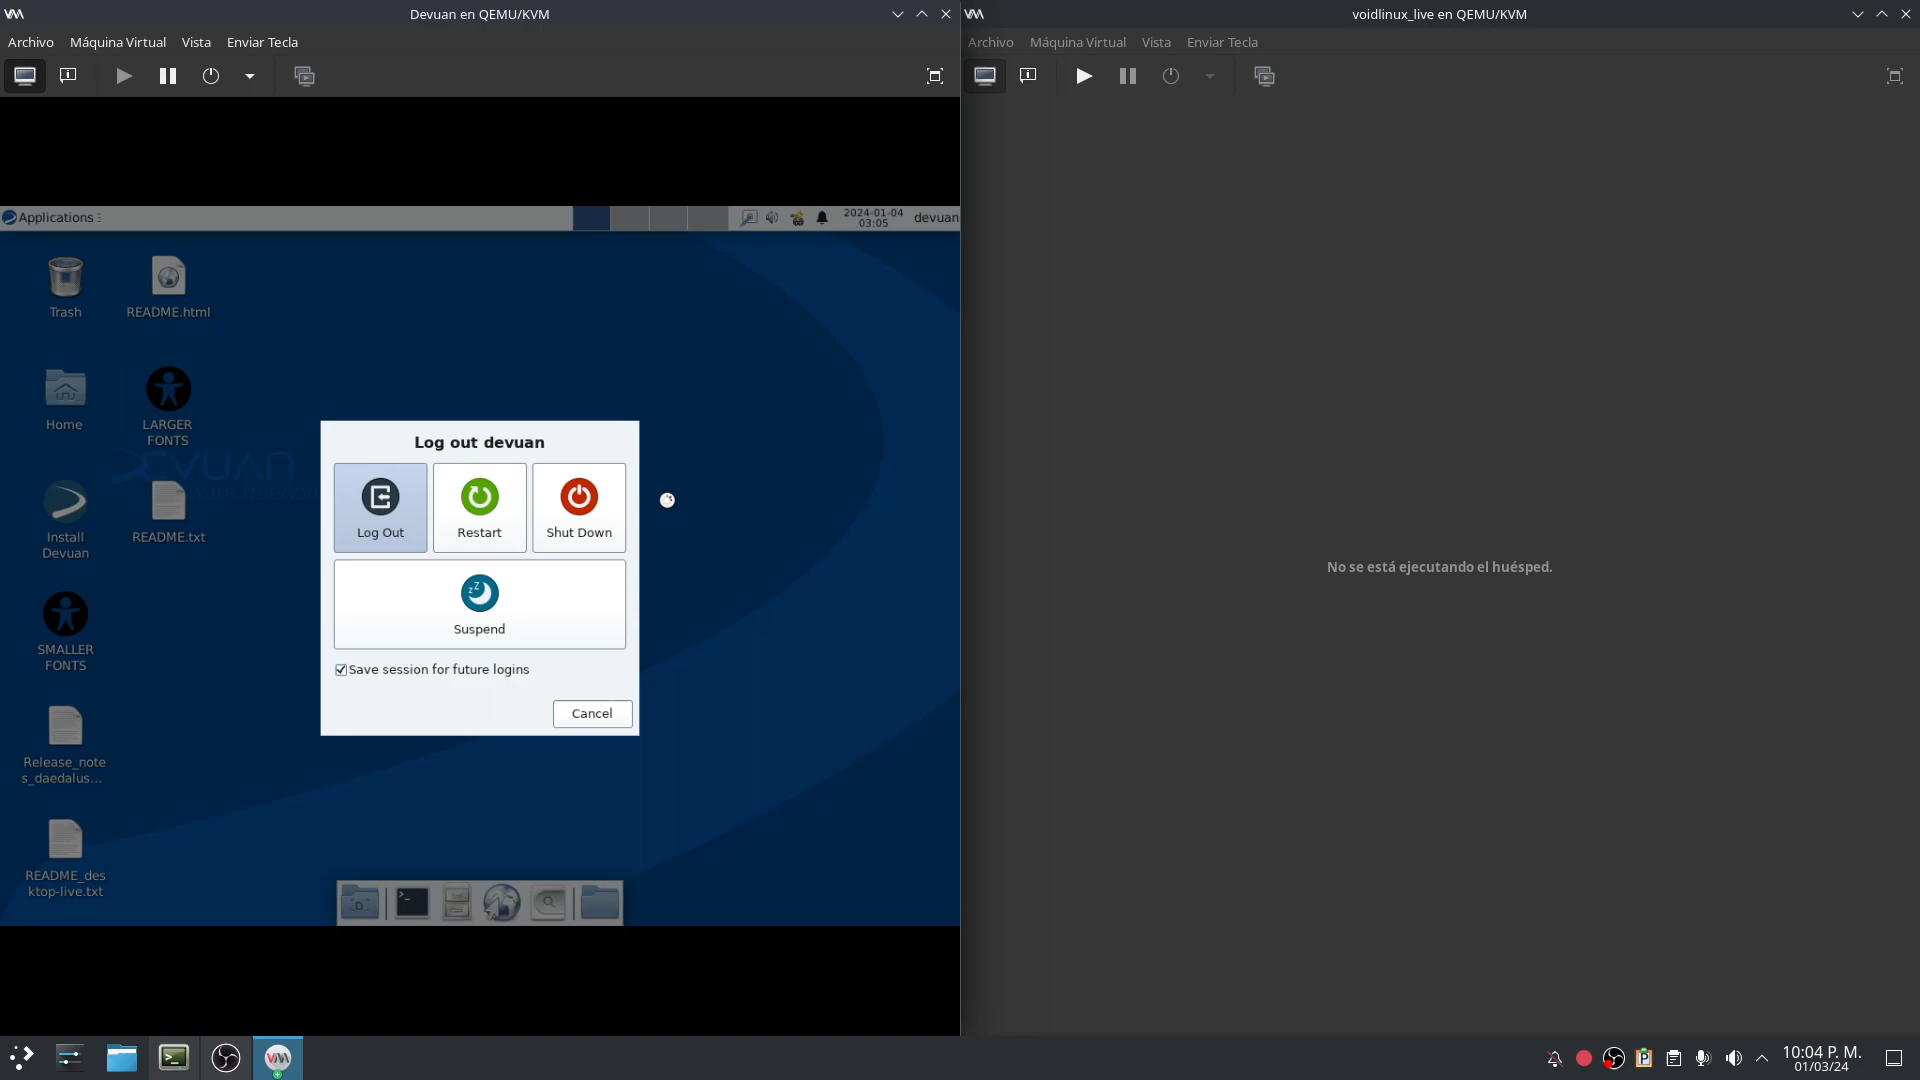 Devuan en QEMU/KVM
Archivo Máquina Virtual Vista Enviar Tecla
Applications
2024-01-04
03:05
devuan
Trash
README.html
Home
LARGER
FONTS
DEVUAN
Install
Devuan
README.txt
SMALLER
FONTS
Release_note
s_daedalus...
README_des
ktop-live.txt
Log out devuan
Log Out
Restart
Shut Down
Suspend
Save session for future logins
Cancel
voidlinux_live en QEMU/KVM
Archivo Máquina Virtual Vista Enviar Tecla
No se está ejecutando el huésped.
10:04 P. M.
01/03/24